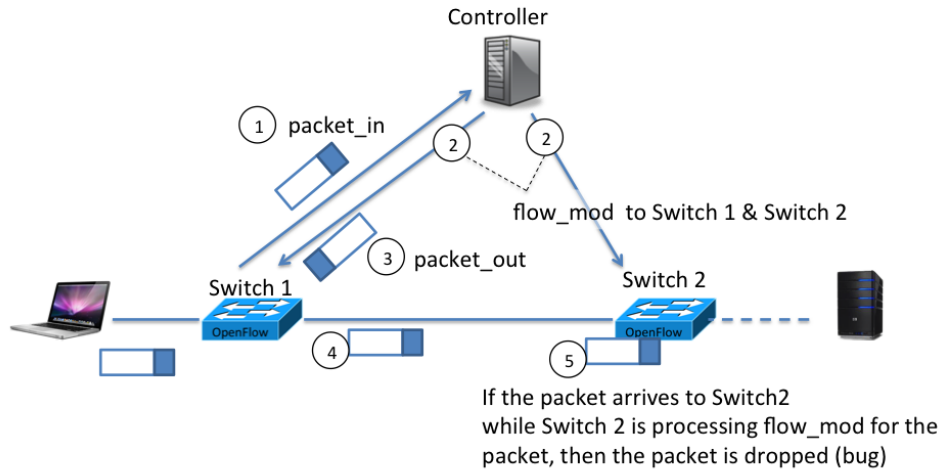 Controller
1 packet_in
2 2
flow_mod to Switch 1 & Switch 2
3 packet_out
Switch 1
Switch 2
OpenFlow
OpenFlow
4
5
If the packet arrives to Switch2
while Switch 2 is processing flow_mod for the
packet, then the packet is dropped (bug)